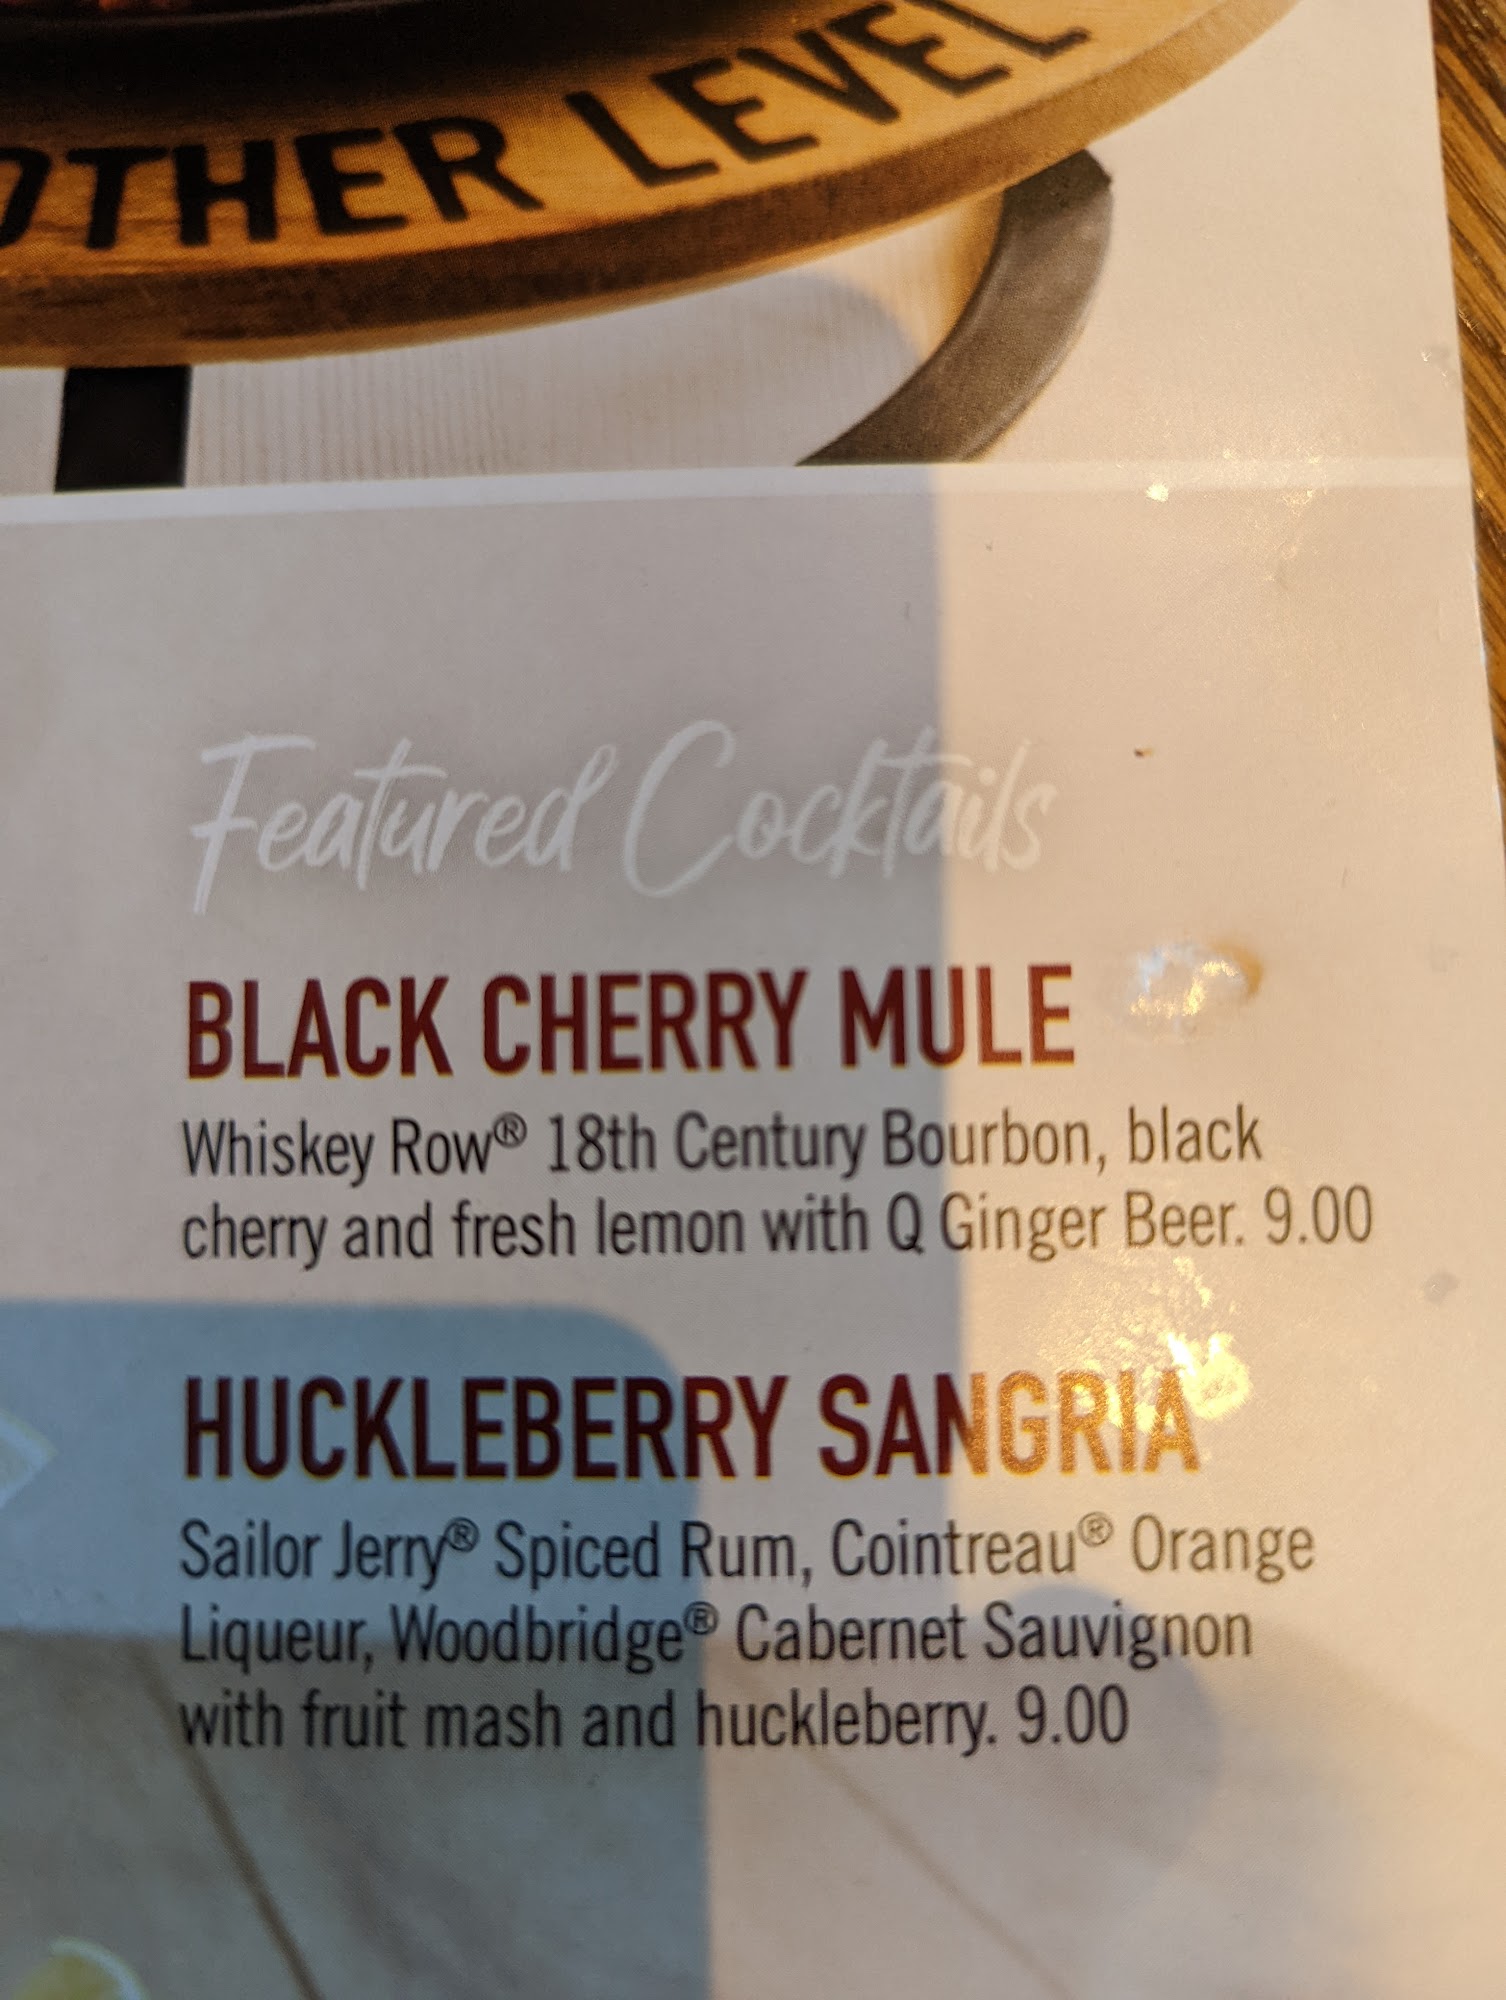 OTHER LEVEL
Featured Cocktails
BLACK CHERRY MULE
Whiskey Row® 18th Century Bourbon, black
cherry and fresh lemon with Q Ginger Beer. 9.00
HUCKLEBERRY SANGRIA
Sailor Jerry® Spiced Rum, Cointreau® Orange
Liqueur, Woodbridge® Cabernet Sauvignon
with fruit mash and huckleberry. 9.00